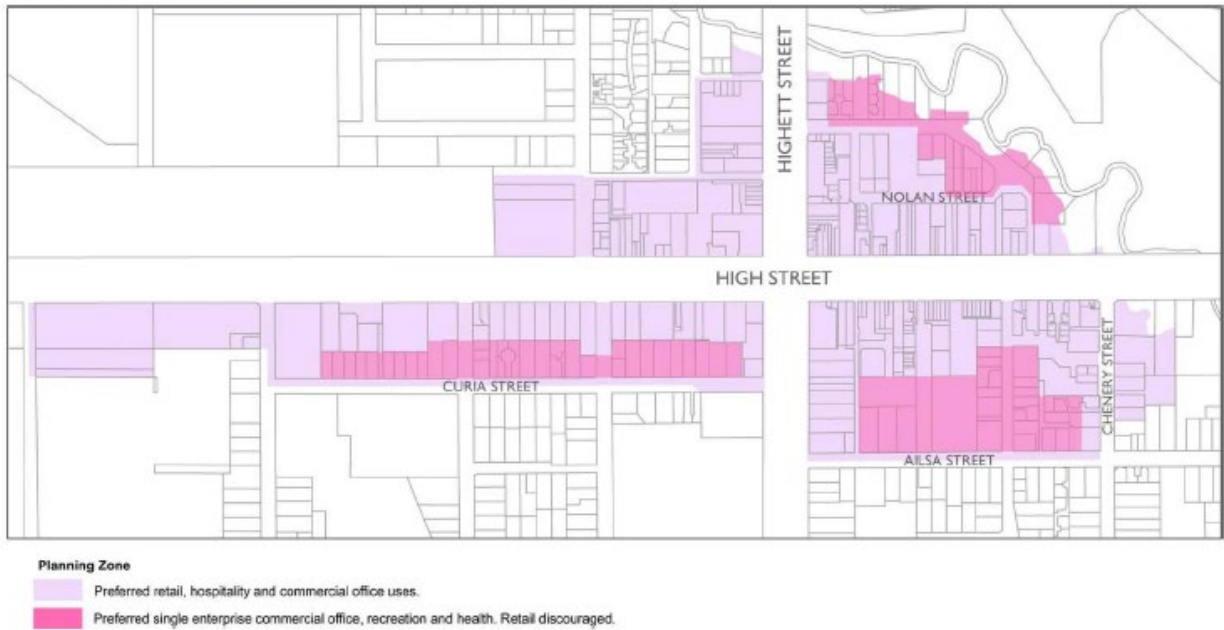 HIGHETT STREET
NOLAN STREET
HIGH STREET
CHENERY STREET
CURIA STREET
AILSA STREET
Planning Zone
Preferred retail, hospitality and commercial office uses.
Preferred single enterprise commercial office, recreation and health. Retail discouraged.